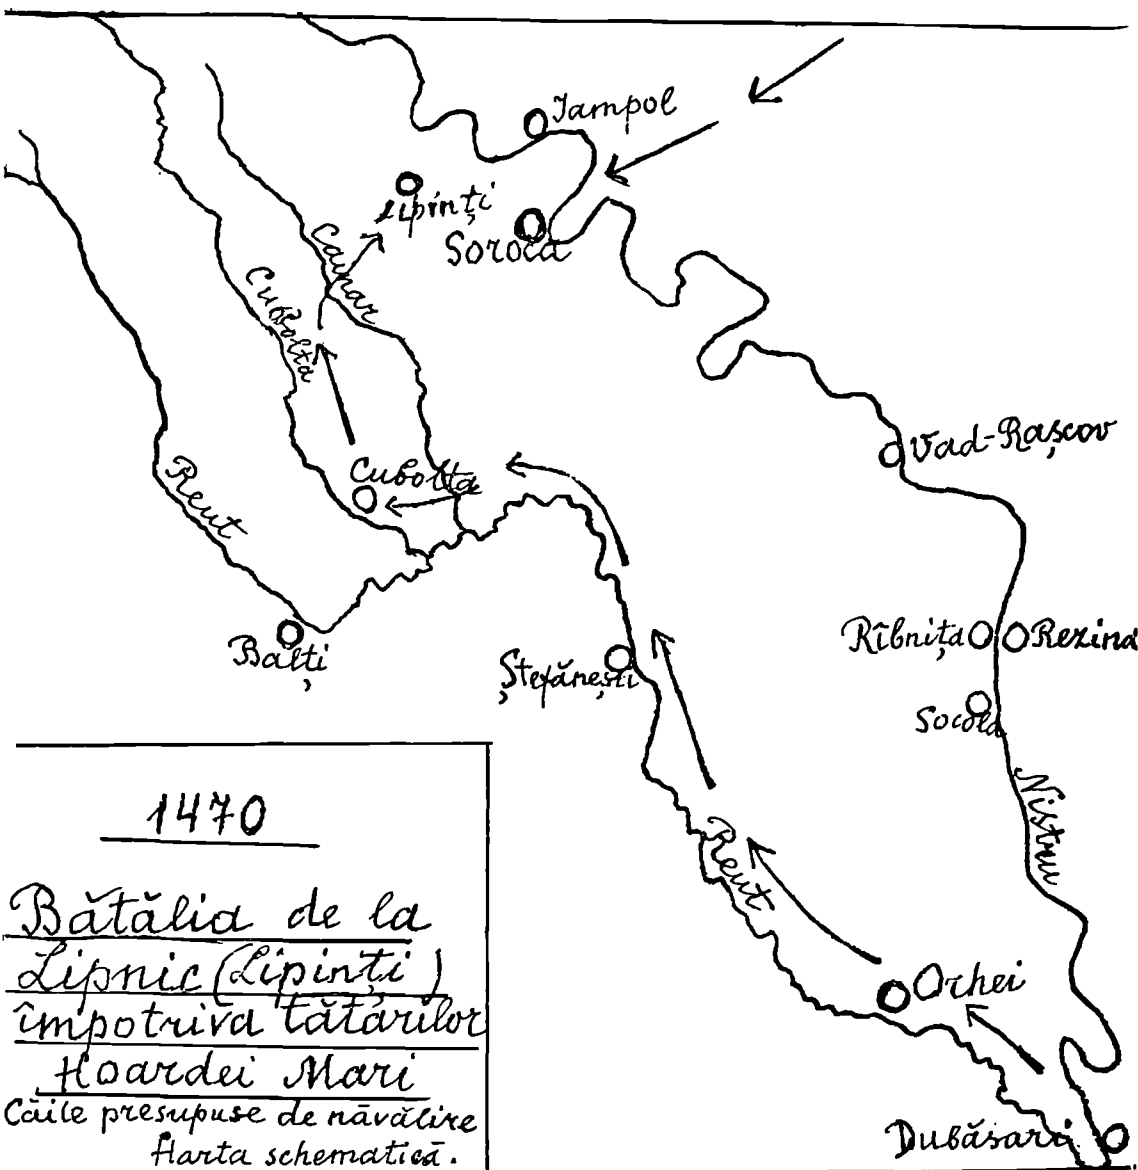 Jampol
Lipinți
Soroca
Cainar
Cubolta
Vad-Rașcov
Cubolta
Reut
Rîbnița
Rezina
Balți
Ștefănești
Socola
Nistru
1470
Reut
Bătălia de la
Lipnic (Lipinți)
împotriva tătarilor
Hoardei Mari
Căile presupuse de năvălire
Harta schematică.
Orhei
Dubăsari